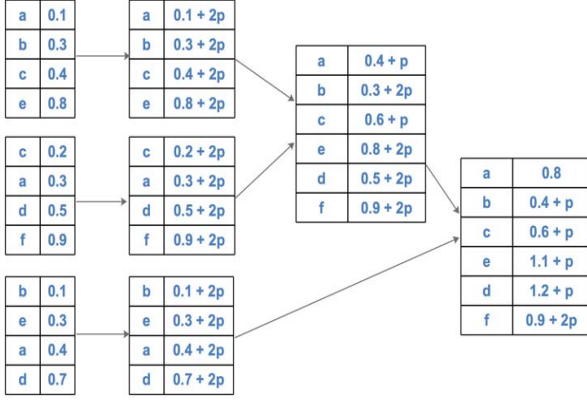 a 0.1
b 0.3
c 0.4
e 0.8
a 0.1 + 2p
b 0.3 + 2p
c 0.4 + 2p
e 0.8 + 2p
c 0.2
a 0.3
d 0.5
f 0.9
c 0.2 + 2p
a 0.3 + 2p
d 0.5 + 2p
f 0.9 + 2p
b 0.1
e 0.3
a 0.4
d 0.7
b 0.1 + 2p
e 0.3 + 2p
a 0.4 + 2p
d 0.7 + 2p
a 0.4 + p
b 0.3 + 2p
c 0.6 + p
e 0.8 + 2p
d 0.5 + 2p
f 0.9 + 2p
a 0.8
b 0.4 + p
c 0.6 + p
e 1.1 + p
d 1.2 + p
f 0.9 + 2p